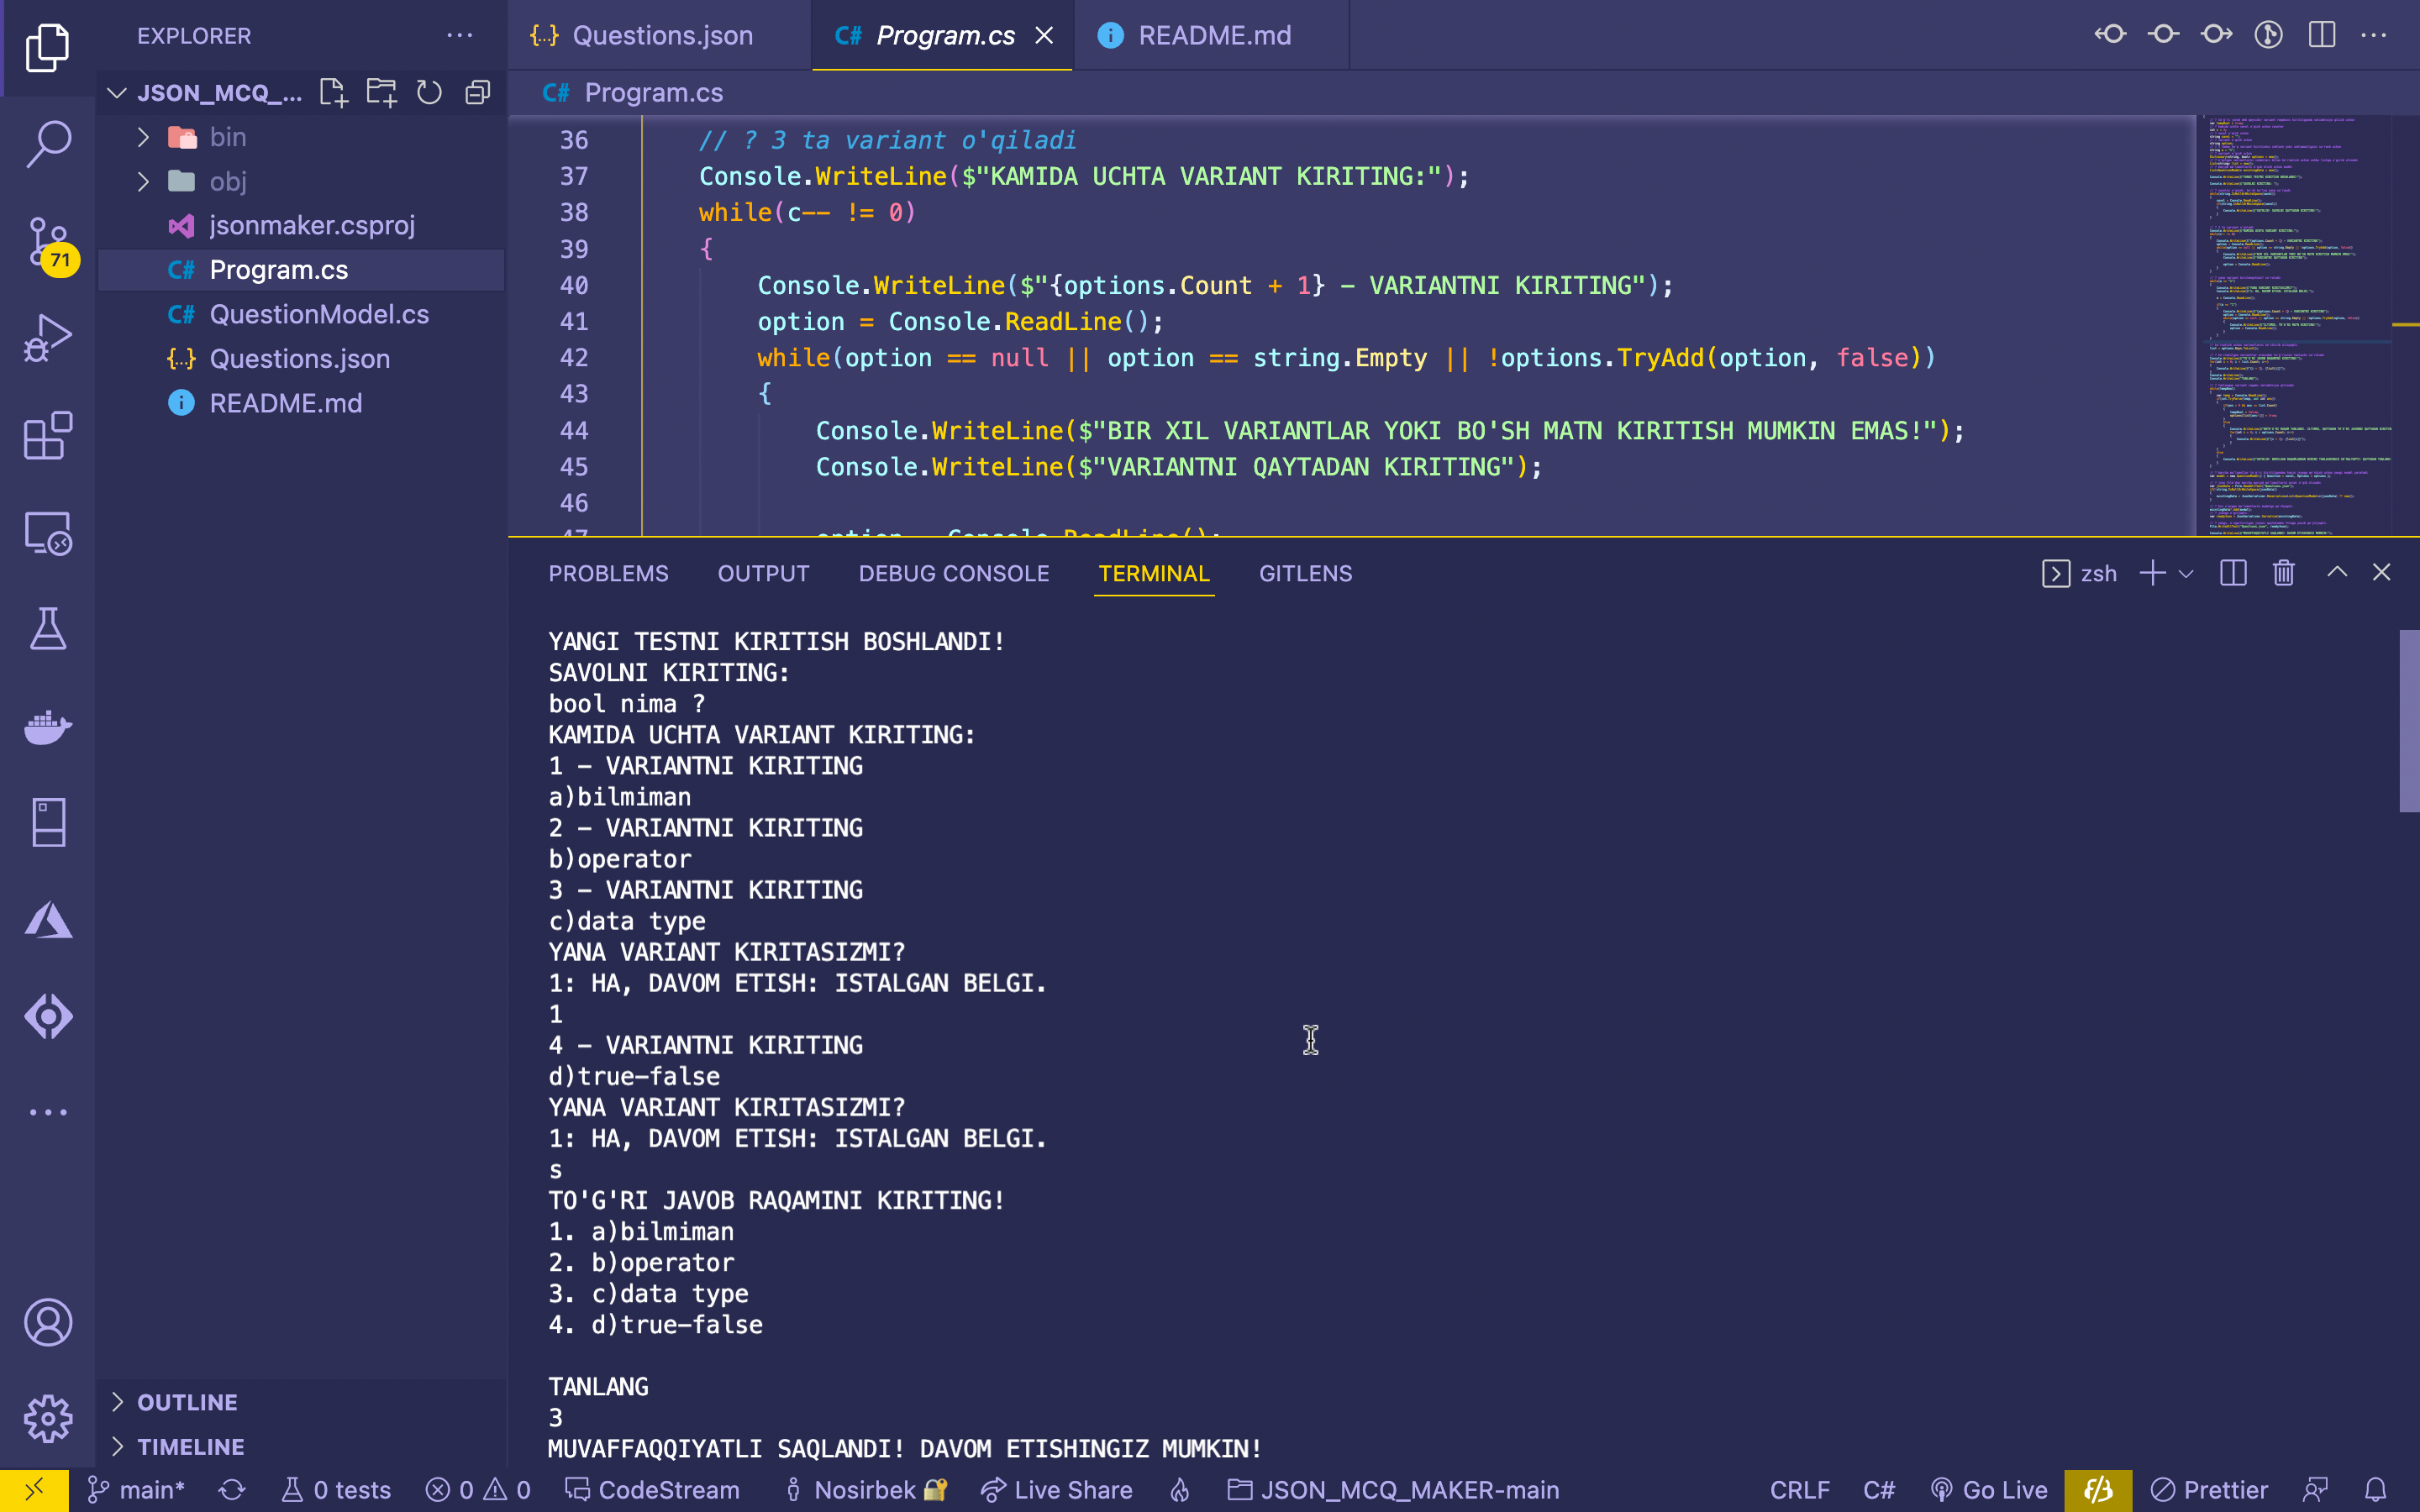 EXPLORER
JSON_MCQ_...
bin
obj
jsonmaker.csproj
Program.cs
QuestionModel.cs
Questions.json
README.md
71
OUTLINE
TIMELINE
{..} Questions.json
C# Program.cs
README.md
C# Program.cs
36 // ? 3 ta variant o'qiladi
37 Console.WriteLine($"KAMIDA UCHTA VARIANT KIRITING:");
38 while(c-- != 0)
39 {
40 Console.WriteLine($"{options.Count + 1} - VARIANTNI KIRITING");
41 option = Console.ReadLine();
42 while(option == null || option == string.Empty || !options.TryAdd(option, false))
43 {
44 Console.WriteLine($"BIR XIL VARIANTLAR YOKI BO'SH MATN KIRITISH MUMKIN EMAS!");
45 Console.WriteLine($"VARIANTNI QAYTADAN KIRITING");
46
47 option = Console.ReadLine();
PROBLEMS OUTPUT DEBUG CONSOLE TERMINAL GITLENS
zsh
YANGI TESTNI KIRITISH BOSHLANDI!
SAVOLNI KIRITING:
bool nima ?
KAMIDA UCHTA VARIANT KIRITING:
1 - VARIANTNI KIRITING
a)bilmiman
2 - VARIANTNI KIRITING
b)operator
3 - VARIANTNI KIRITING
c)data type
YANA VARIANT KIRITASIZMI?
1: HA, DAVOM ETISH: ISTALGAN BELGI.
1
4 - VARIANTNI KIRITING
d)true-false
YANA VARIANT KIRITASIZMI?
1: HA, DAVOM ETISH: ISTALGAN BELGI.
s
TO'G'RI JAVOB RAQAMINI KIRITING!
1. a)bilmiman
2. b)operator
3. c)data type
4. d)true-false
TANLANG
3
MUVAFFAQQIYATLI SAQLANDI! DAVOM ETISHINGIZ MUMKIN!
main* 0 tests 0 0 CodeStream Nosirbek Live Share JSON_MCQ_MAKER-main CRLF C# Go Live Prettier